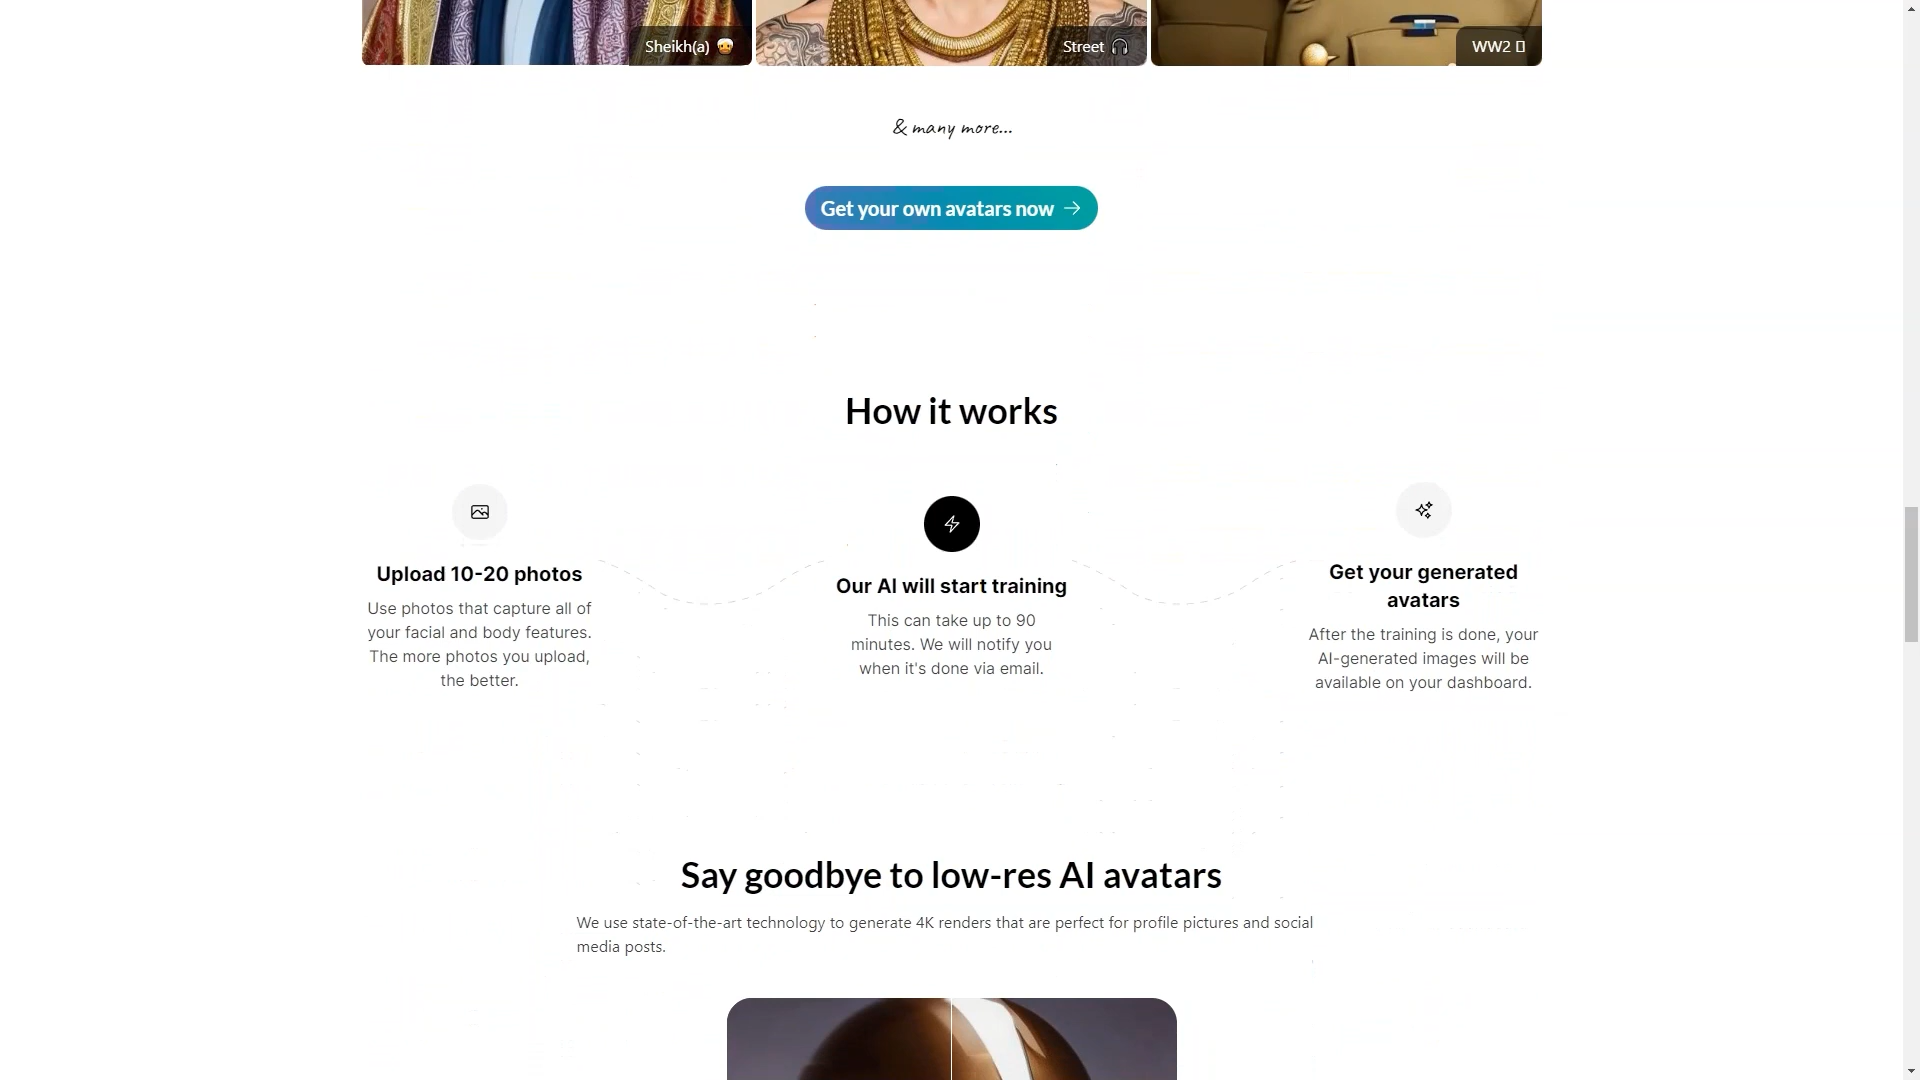 Sheikh(a) 👳
Street 🎧
WW2
& many more...
Get your own avatars now →
How it works
Upload 10-20 photos
Use photos that capture all of
your facial and body features.
The more photos you upload,
the better.
Our AI will start training
This can take up to 90
minutes. We will notify you
when it's done via email.
Get your generated
avatars
After the training is done, your
AI-generated images will be
available on your dashboard.
Say goodbye to low-res AI avatars
We use state-of-the-art technology to generate 4K renders that are perfect for profile pictures and social
media posts.